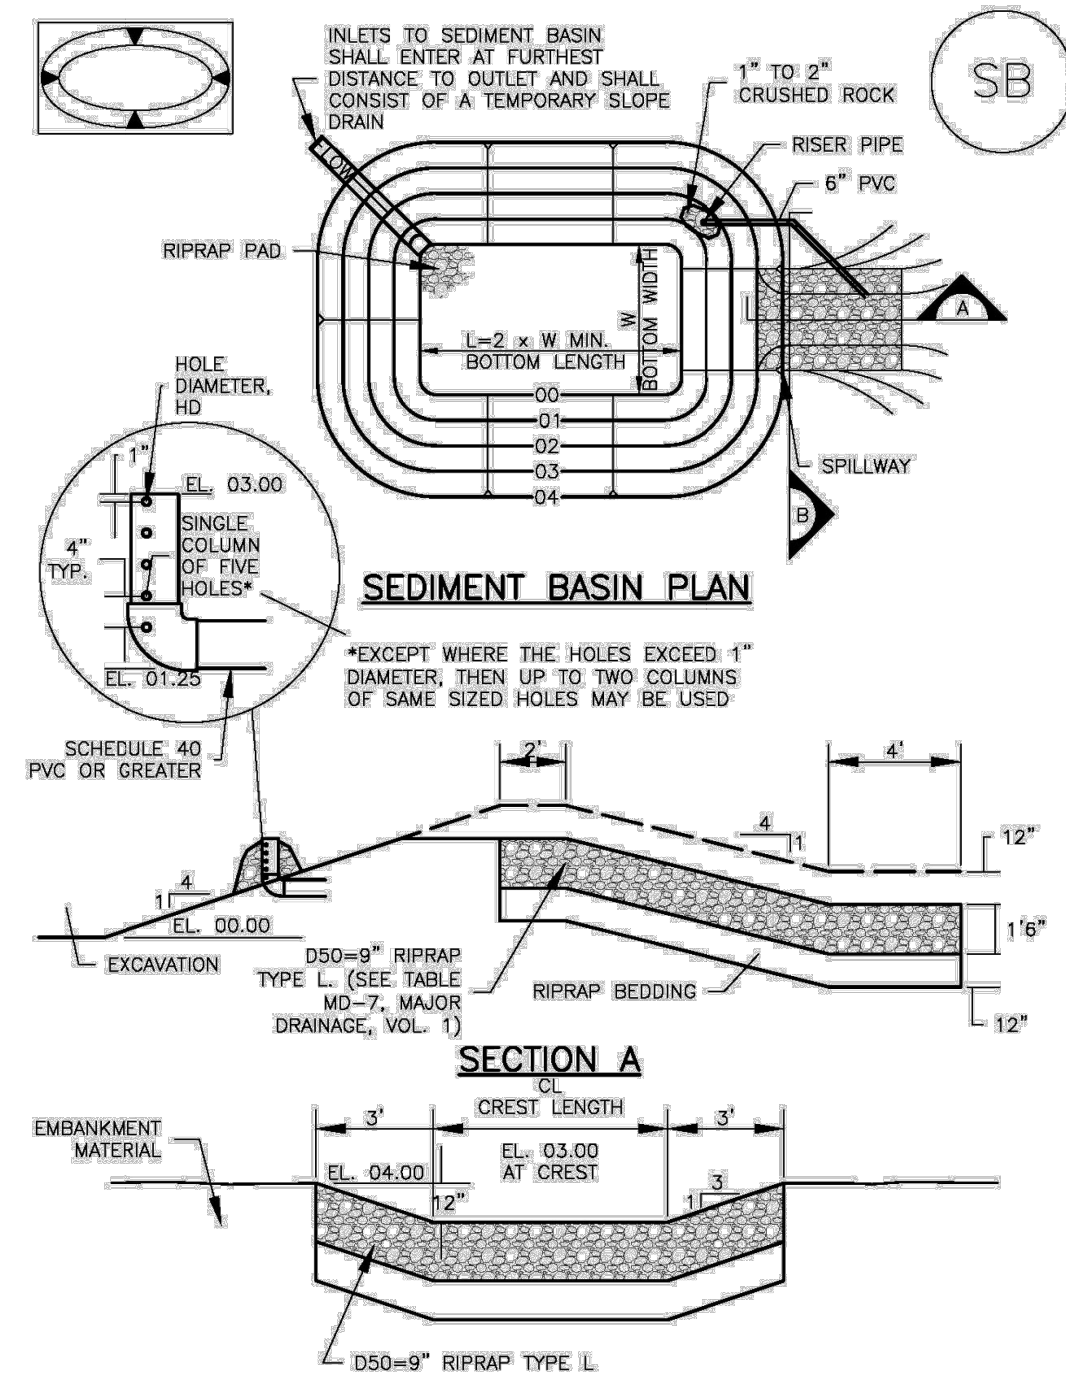 INLETS TO SEDIMENT BASIN
SHALL ENTER AT FURTHEST
DISTANCE TO OUTLET AND SHALL
CONSIST OF A TEMPORARY SLOPE
DRAIN
1" TO 2"
CRUSHED ROCK
SB
RISER PIPE
6" PVC
FLOW
RIPRAP PAD
BOTTOM WIDTH
W
A
L=2 x W MIN.
BOTTOM LENGTH
HOLE
DIAMETER,
HD
00
01
02
03
04
SPILLWAY
B
1"
EL. 03.00
SINGLE
COLUMN
OF FIVE
HOLES*
4"
TYP.
EL. 01.25
SEDIMENT BASIN PLAN
*EXCEPT WHERE THE HOLES EXCEED 1"
DIAMETER, THEN UP TO TWO COLUMNS
OF SAME SIZED HOLES MAY BE USED
SCHEDULE 40
PVC OR GREATER
2'
4'
4
1
12"
4
1
EL. 00.00
1'6"
EXCAVATION
D50=9" RIPRAP
TYPE L. (SEE TABLE
MD-7, MAJOR
DRAINAGE, VOL. 1)
RIPRAP BEDDING
12"
SECTION A
CL
CREST LENGTH
3'
3'
EMBANKMENT
MATERIAL
EL. 04.00
EL. 03.00
AT CREST
12"
3
1
D50=9" RIPRAP TYPE L